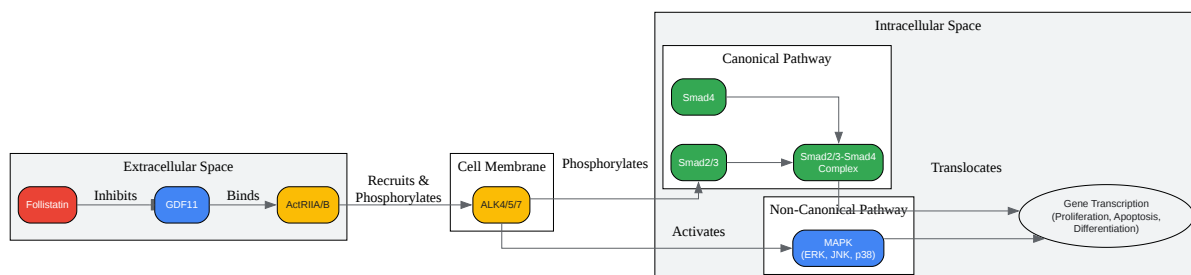 Intracellular Space
Canonical Pathway
Smad4
Extracellular Space
Cell Membrane
Phosphorylates
Smad2/3
Smad2/3-Smad4
Complex
Translocates
Follistatin
Inhibits
GDF11
Binds
ActRIIA/B
Recruits &
Phosphorylates
ALK4/5/7
Non-Canonical Pathway
Activates
MAPK
(ERK, JNK, p38)
Gene Transcription
(Proliferation, Apoptosis,
Differentiation)